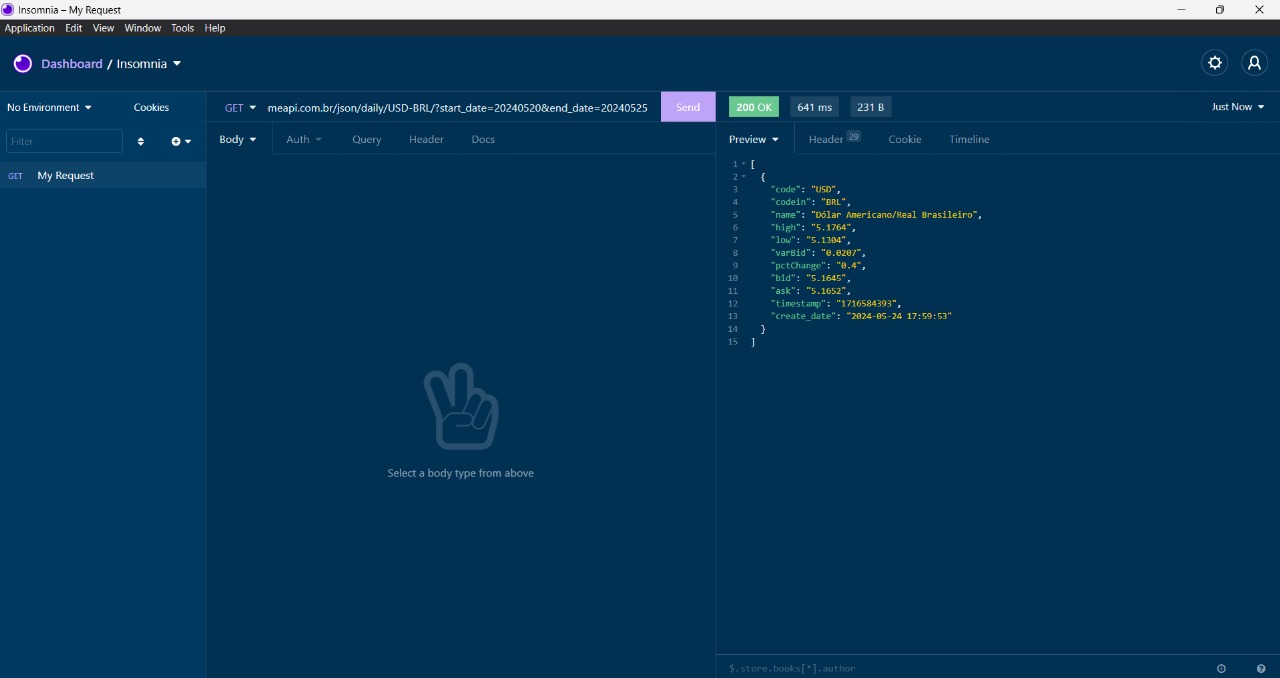 Insomnia – My Request
Application Edit View Window Tools Help
Dashboard / Insomnia
No Environment Cookies
GET meapi.com.br/json/daily/USD-BRL/?start_date=20240520&end_date=20240525 Send
200 OK 641 ms 231 B Just Now
Filter
Body Auth Query Header Docs
Preview Header 29 Cookie Timeline
GET My Request
1 [
2 {
3 "code": "USD",
4 "codein": "BRL",
5 "name": "Dólar Americano/Real Brasileiro",
6 "high": "5.1764",
7 "low": "5.1304",
8 "varBid": "0.0207",
9 "pctChange": "0.4",
10 "bid": "5.1645",
11 "ask": "5.1652",
12 "timestamp": "1716584393",
13 "create_date": "2024-05-24 17:59:53"
14 }
15 ]
Select a body type from above
$.store.books[*].author